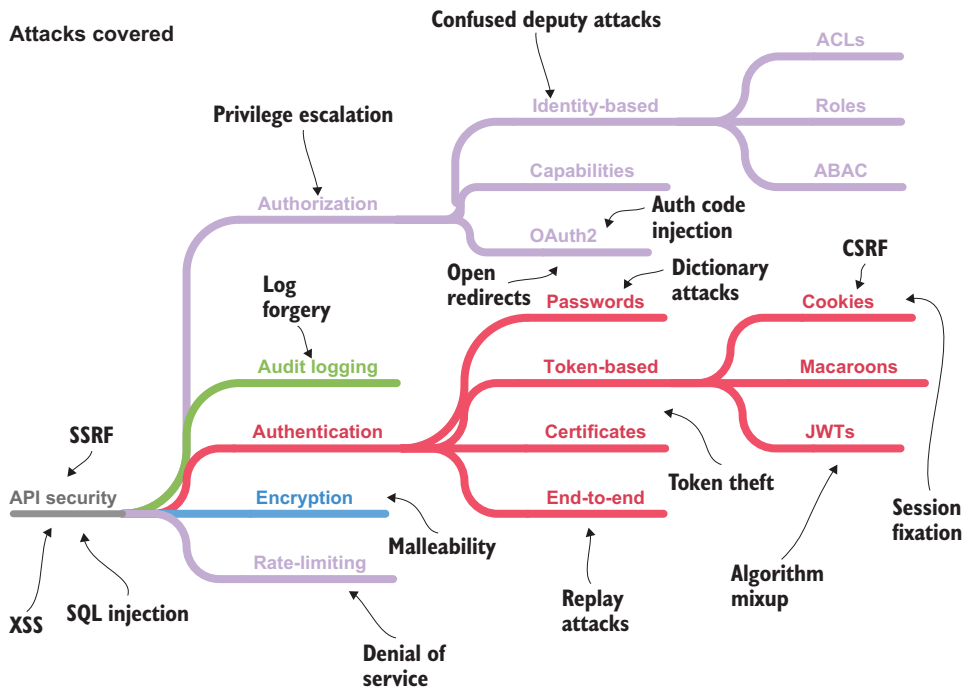 Attacks covered
Confused deputy attacks
ACLs
Privilege escalation
Identity-based
Roles
Capabilities
ABAC
Authorization
Auth code
injection
OAuth2
Open
redirects
Dictionary
attacks
CSRF
Log
forgery
Passwords
Cookies
Audit logging
Token-based
Macaroons
SSRF
Authentication
Certificates
JWTs
Token theft
API security
Encryption
End-to-end
Session
fixation
Malleability
Rate-limiting
Algorithm
mixup
XSS
SQL injection
Replay
attacks
Denial of
service